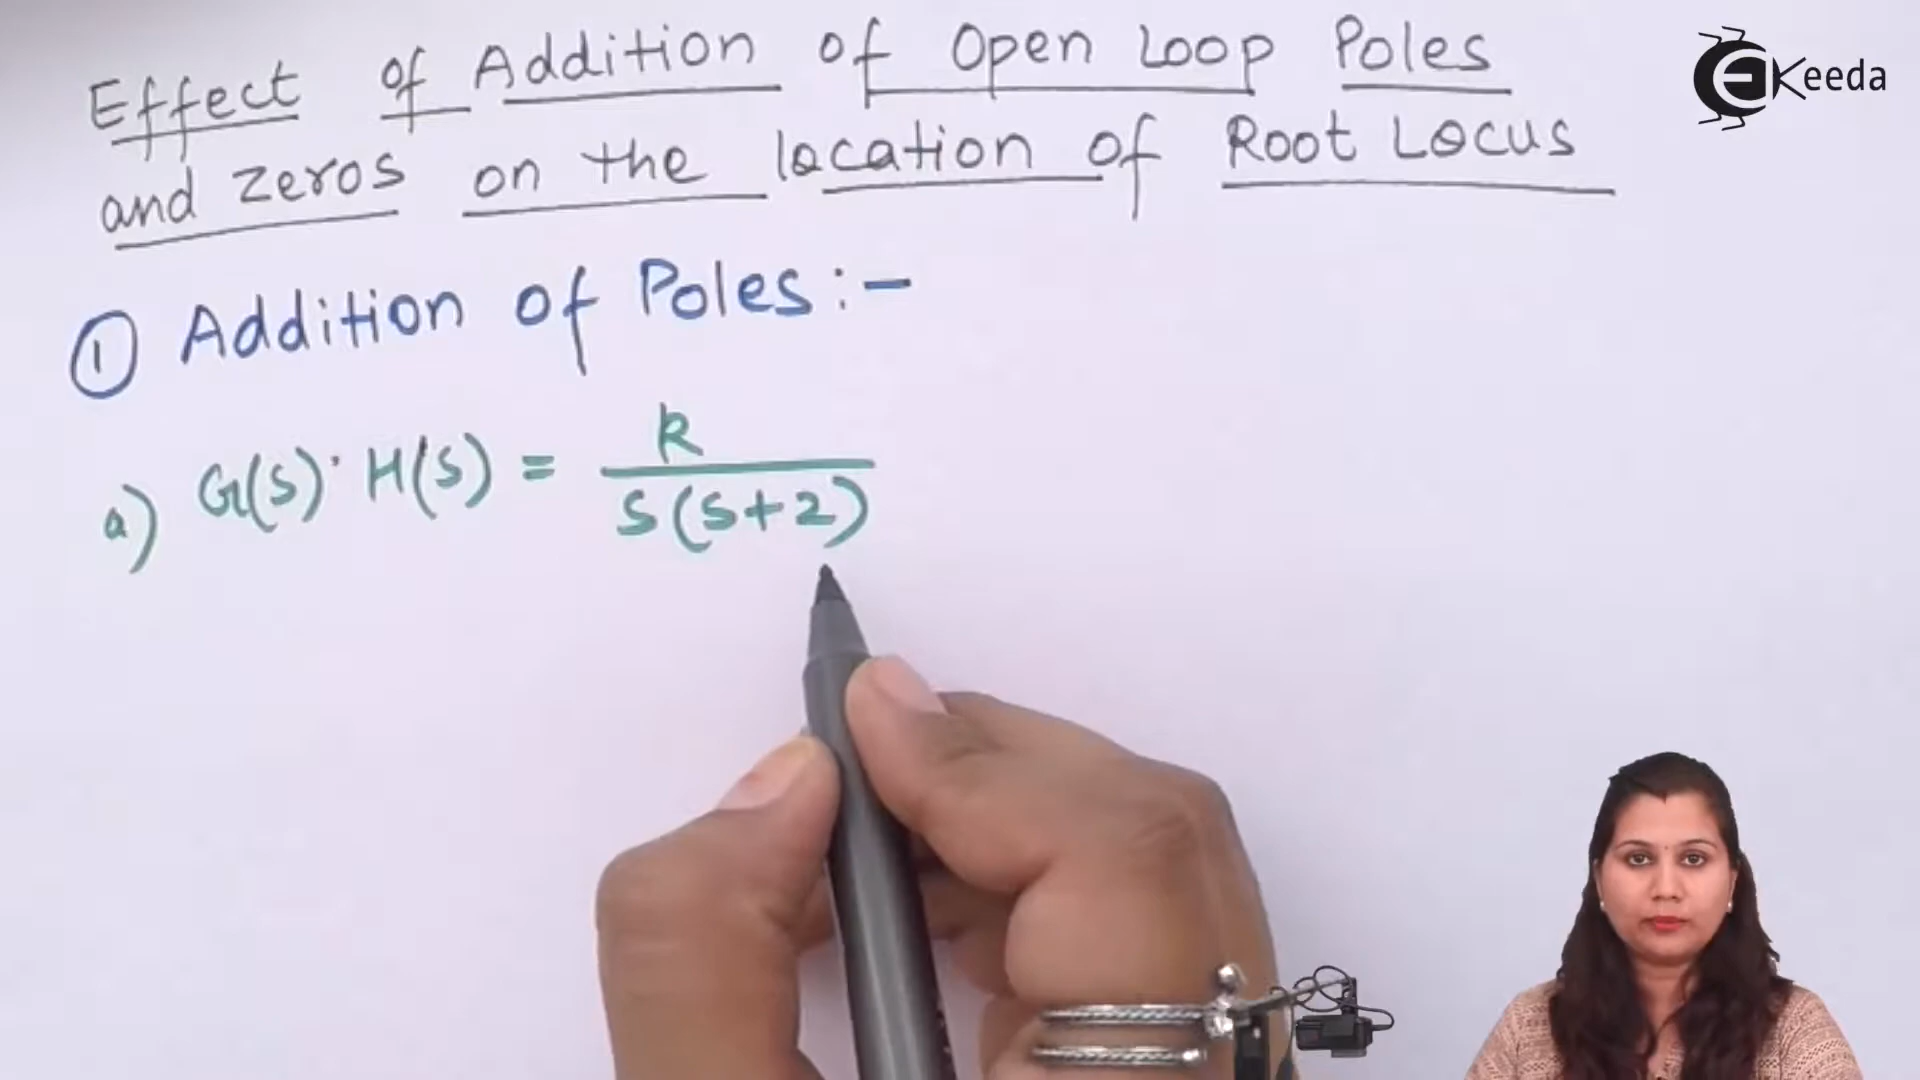 Effect of Addition of Open Loop Poles
and zeros on the location of Root Locus
EKeeda
① Addition of Poles:-
a) G(s)· H(s) = K
s(s+2)